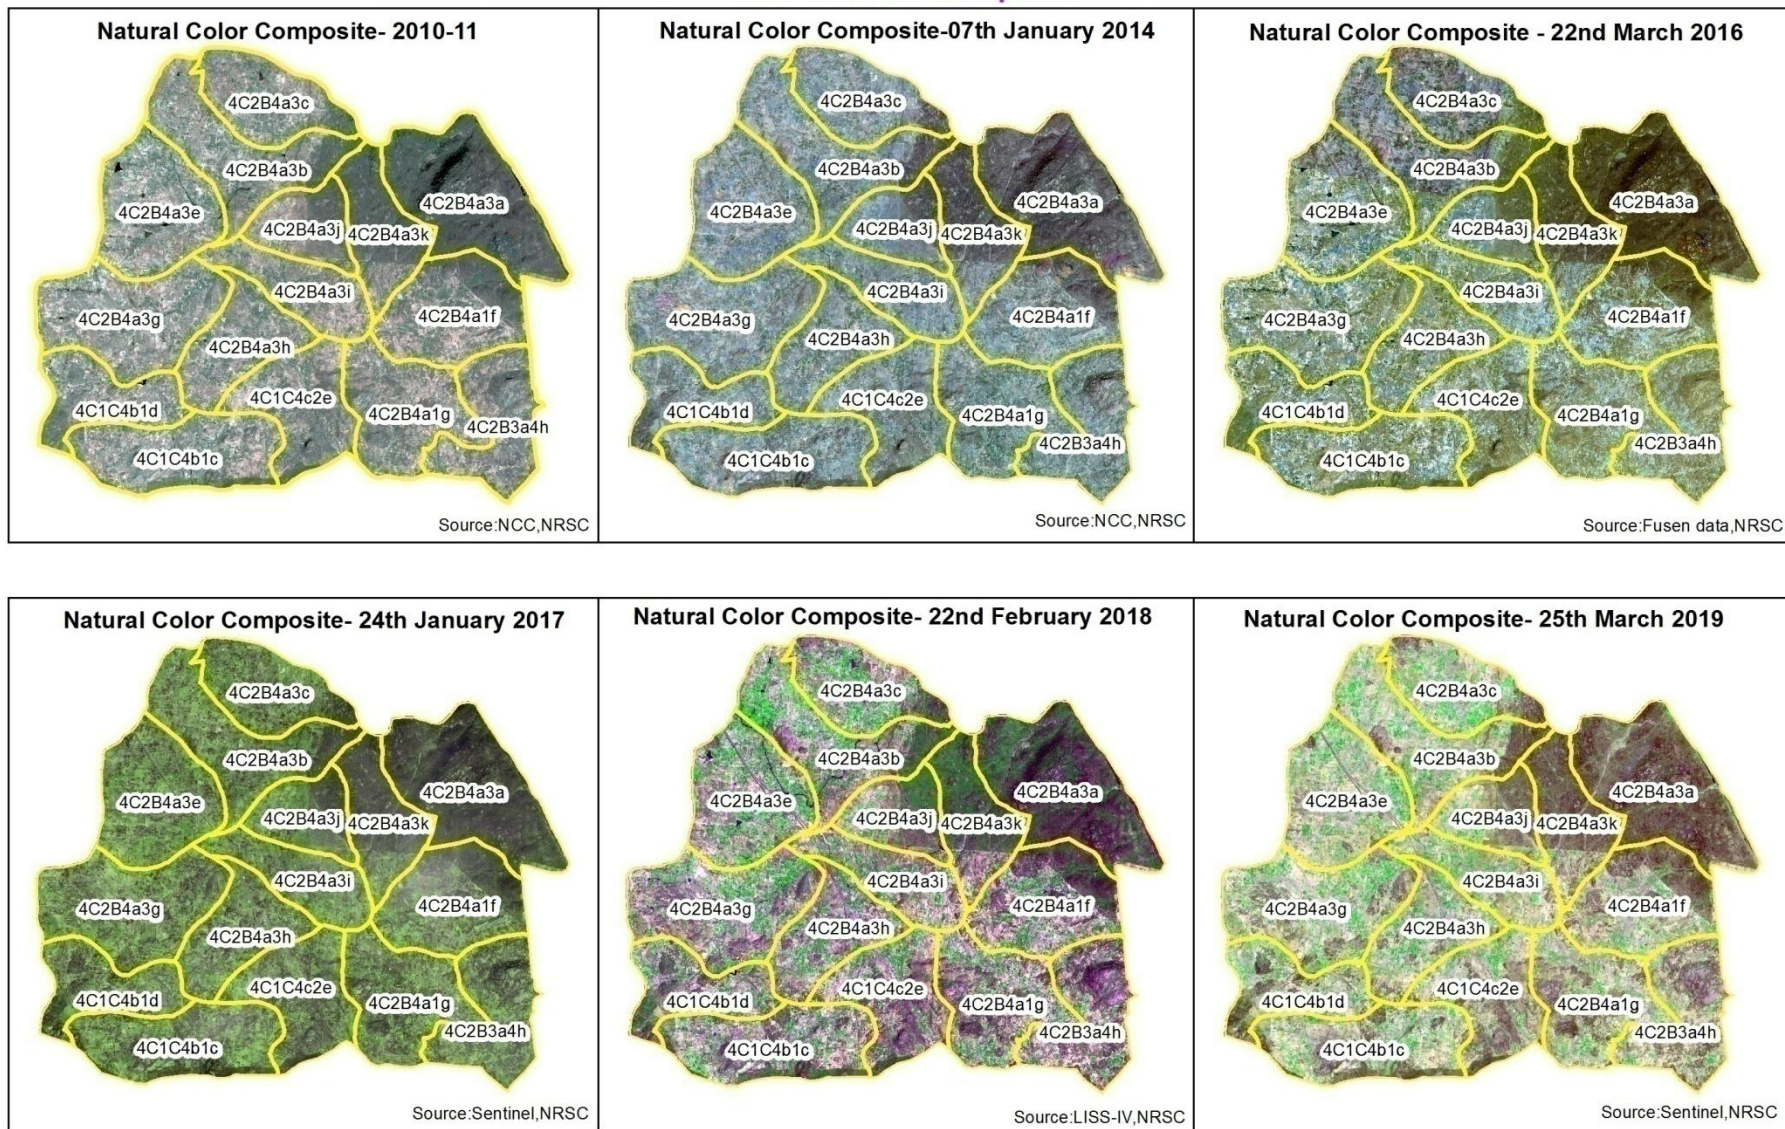 Natural Color Composite- 2010-11
4C2B4a3c
4C2B4a3b
4C2B4a3a
4C2B4a3e
4C2B4a3j
4C2B4a3k
4C2B4a3i
4C2B4a3g
4C2B4a1f
4C2B4a3h
4C1C4b1d
4C1C4c2e
4C2B4a1g
4C2B3a4h
4C1C4b1c
Source:NCC,NRSC
Natural Color Composite-07th January 2014
4C2B4a3c
4C2B4a3b
4C2B4a3a
4C2B4a3e
4C2B4a3j
4C2B4a3k
4C2B4a3i
4C2B4a3g
4C2B4a1f
4C2B4a3h
4C1C4b1d
4C1C4c2e
4C2B4a1g
4C2B3a4h
4C1C4b1c
Source:NCC,NRSC
Natural Color Composite - 22nd March 2016
4C2B4a3c
4C2B4a3b
4C2B4a3a
4C2B4a3e
4C2B4a3j
4C2B4a3k
4C2B4a3i
4C2B4a3g
4C2B4a1f
4C2B4a3h
4C1C4b1d
4C1C4c2e
4C2B4a1g
4C2B3a4h
4C1C4b1c
Source:Fusen data,NRSC
Natural Color Composite- 24th January 2017
4C2B4a3c
4C2B4a3b
4C2B4a3a
4C2B4a3e
4C2B4a3j
4C2B4a3k
4C2B4a3i
4C2B4a3g
4C2B4a1f
4C2B4a3h
4C1C4b1d
4C1C4c2e
4C2B4a1g
4C2B3a4h
4C1C4b1c
Source:Sentinel,NRSC
Natural Color Composite- 22nd February 2018
4C2B4a3c
4C2B4a3b
4C2B4a3a
4C2B4a3e
4C2B4a3j
4C2B4a3k
4C2B4a3i
4C2B4a3g
4C2B4a1f
4C2B4a3h
4C1C4b1d
4C1C4c2e
4C2B4a1g
4C2B3a4h
4C1C4b1c
Source:LISS-IV,NRSC
Natural Color Composite- 25th March 2019
4C2B4a3c
4C2B4a3b
4C2B4a3a
4C2B4a3e
4C2B4a3j
4C2B4a3k
4C2B4a3i
4C2B4a3g
4C2B4a1f
4C2B4a3h
4C1C4b1d
4C1C4c2e
4C2B4a1g
4C2B3a4h
4C1C4b1c
Source:Sentinel,NRSC